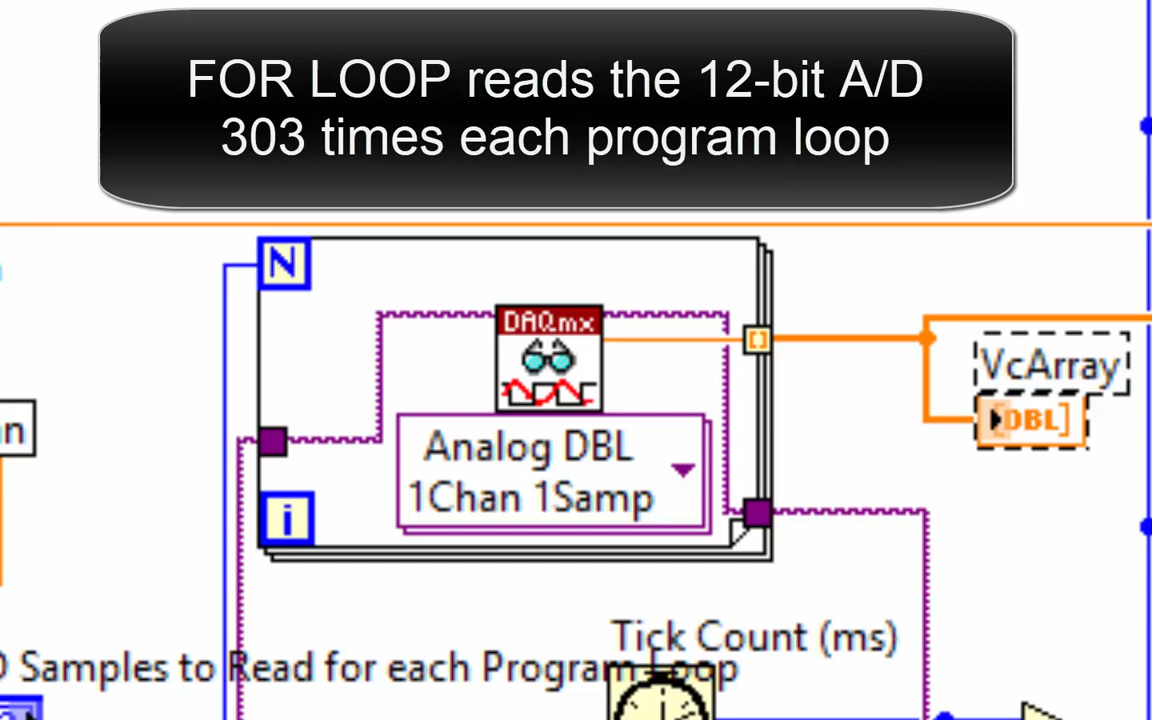 FOR LOOP reads the 12-bit A/D
303 times each program loop
N
DAQmx
VcArray
DBL]
an
Analog DBL
1Chan 1Samp
i
Tick Count (ms)
Samples to Read for each Program Loop